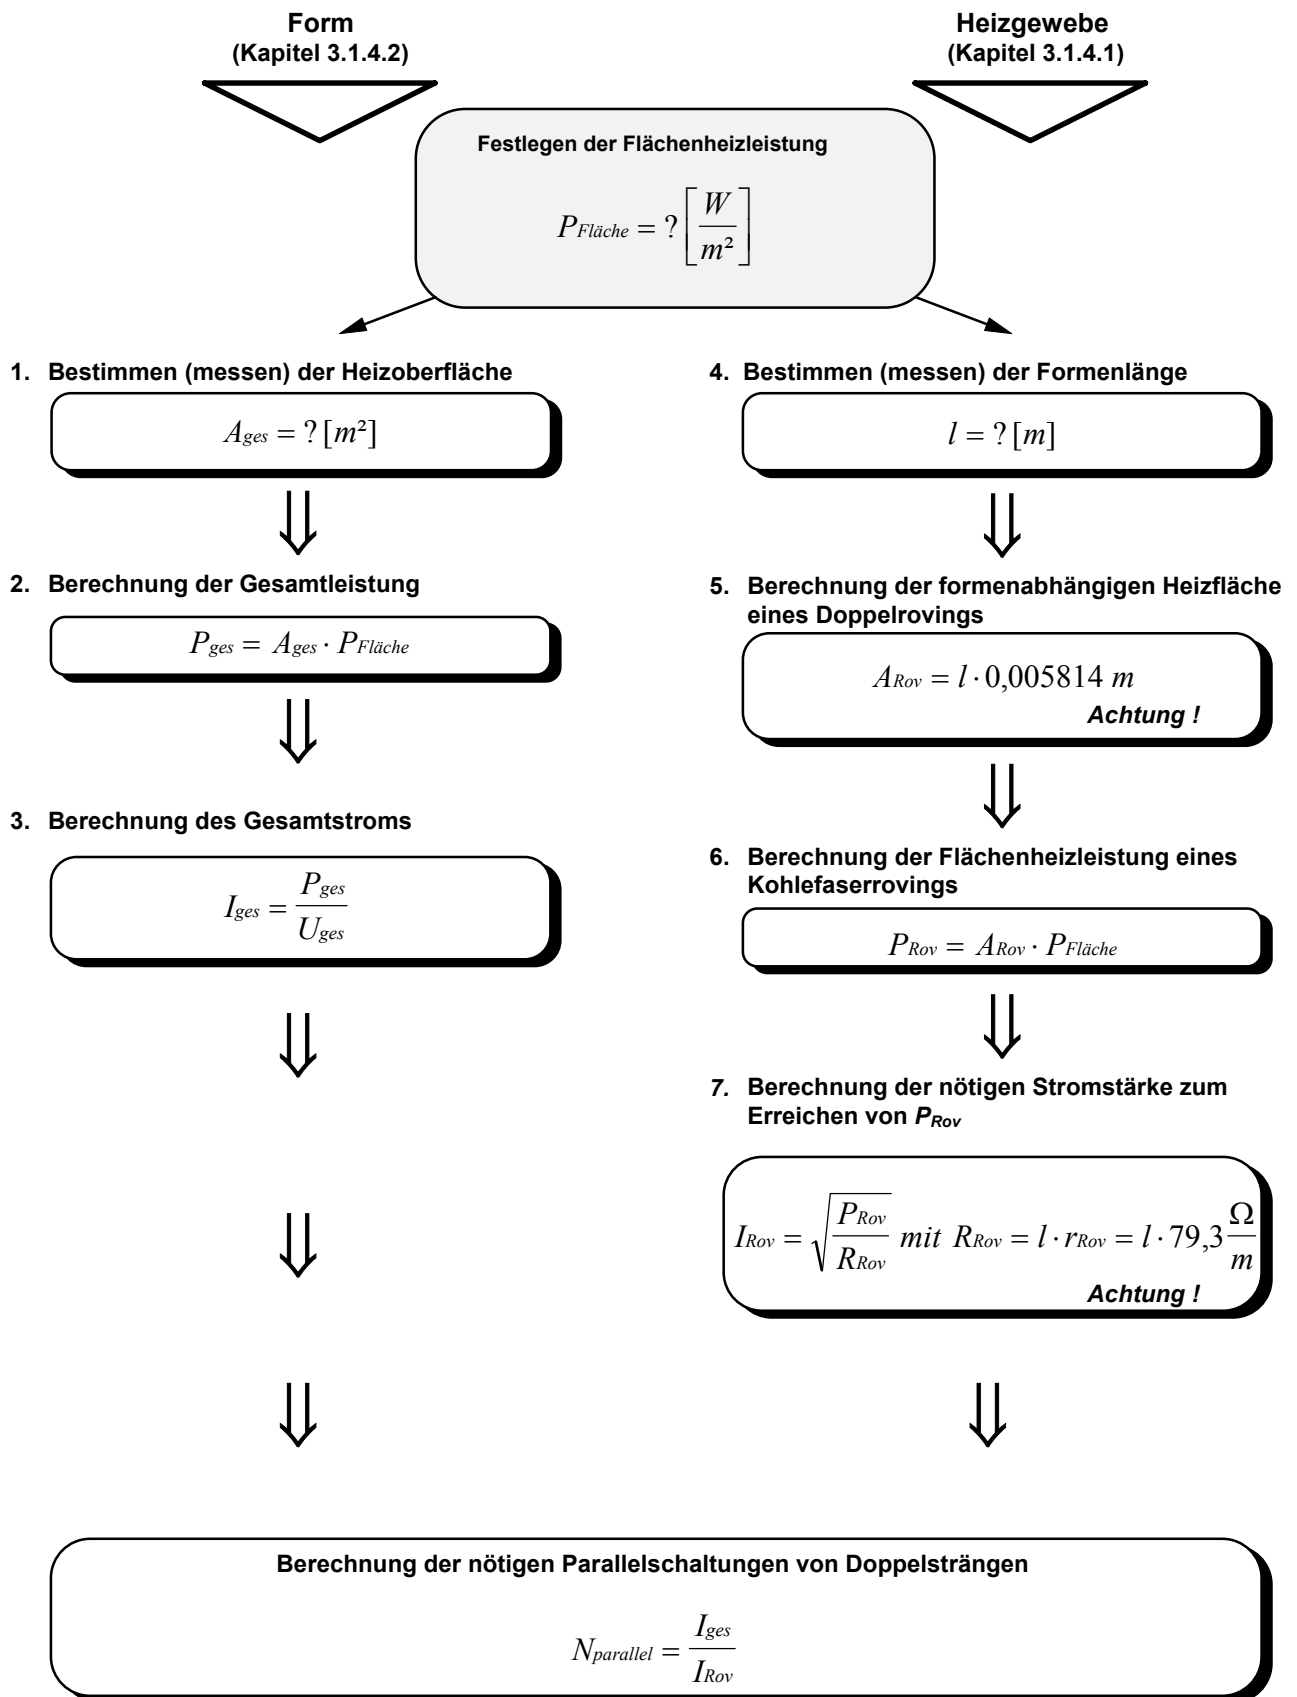 Form
(Kapitel 3.1.4.2)
Heizgewebe
(Kapitel 3.1.4.1)
Festlegen der Flächenheizleistung
P_Fläche = ? [W/m²]
1. Bestimmen (messen) der Heizoberfläche
A_ges = ? [m²]
2. Berechnung der Gesamtleistung
P_ges = A_ges · P_Fläche
3. Berechnung des Gesamtstroms
I_ges = P_ges / U_ges
4. Bestimmen (messen) der Formenlänge
l = ? [m]
5. Berechnung der formenabhängigen Heizfläche
eines Doppelrovings
A_Rov = l · 0,005814 m
Achtung !
6. Berechnung der Flächenheizleistung eines
Kohlefaserrovings
P_Rov = A_Rov · P_Fläche
7. Berechnung der nötigen Stromstärke zum
Erreichen von P_Rov
I_Rov = √(P_Rov / R_Rov) mit R_Rov = l · r_Rov = l · 79,3 Ω/m
Achtung !
Berechnung der nötigen Parallelschaltungen von Doppelsträngen
N_parallel = I_ges / I_Rov